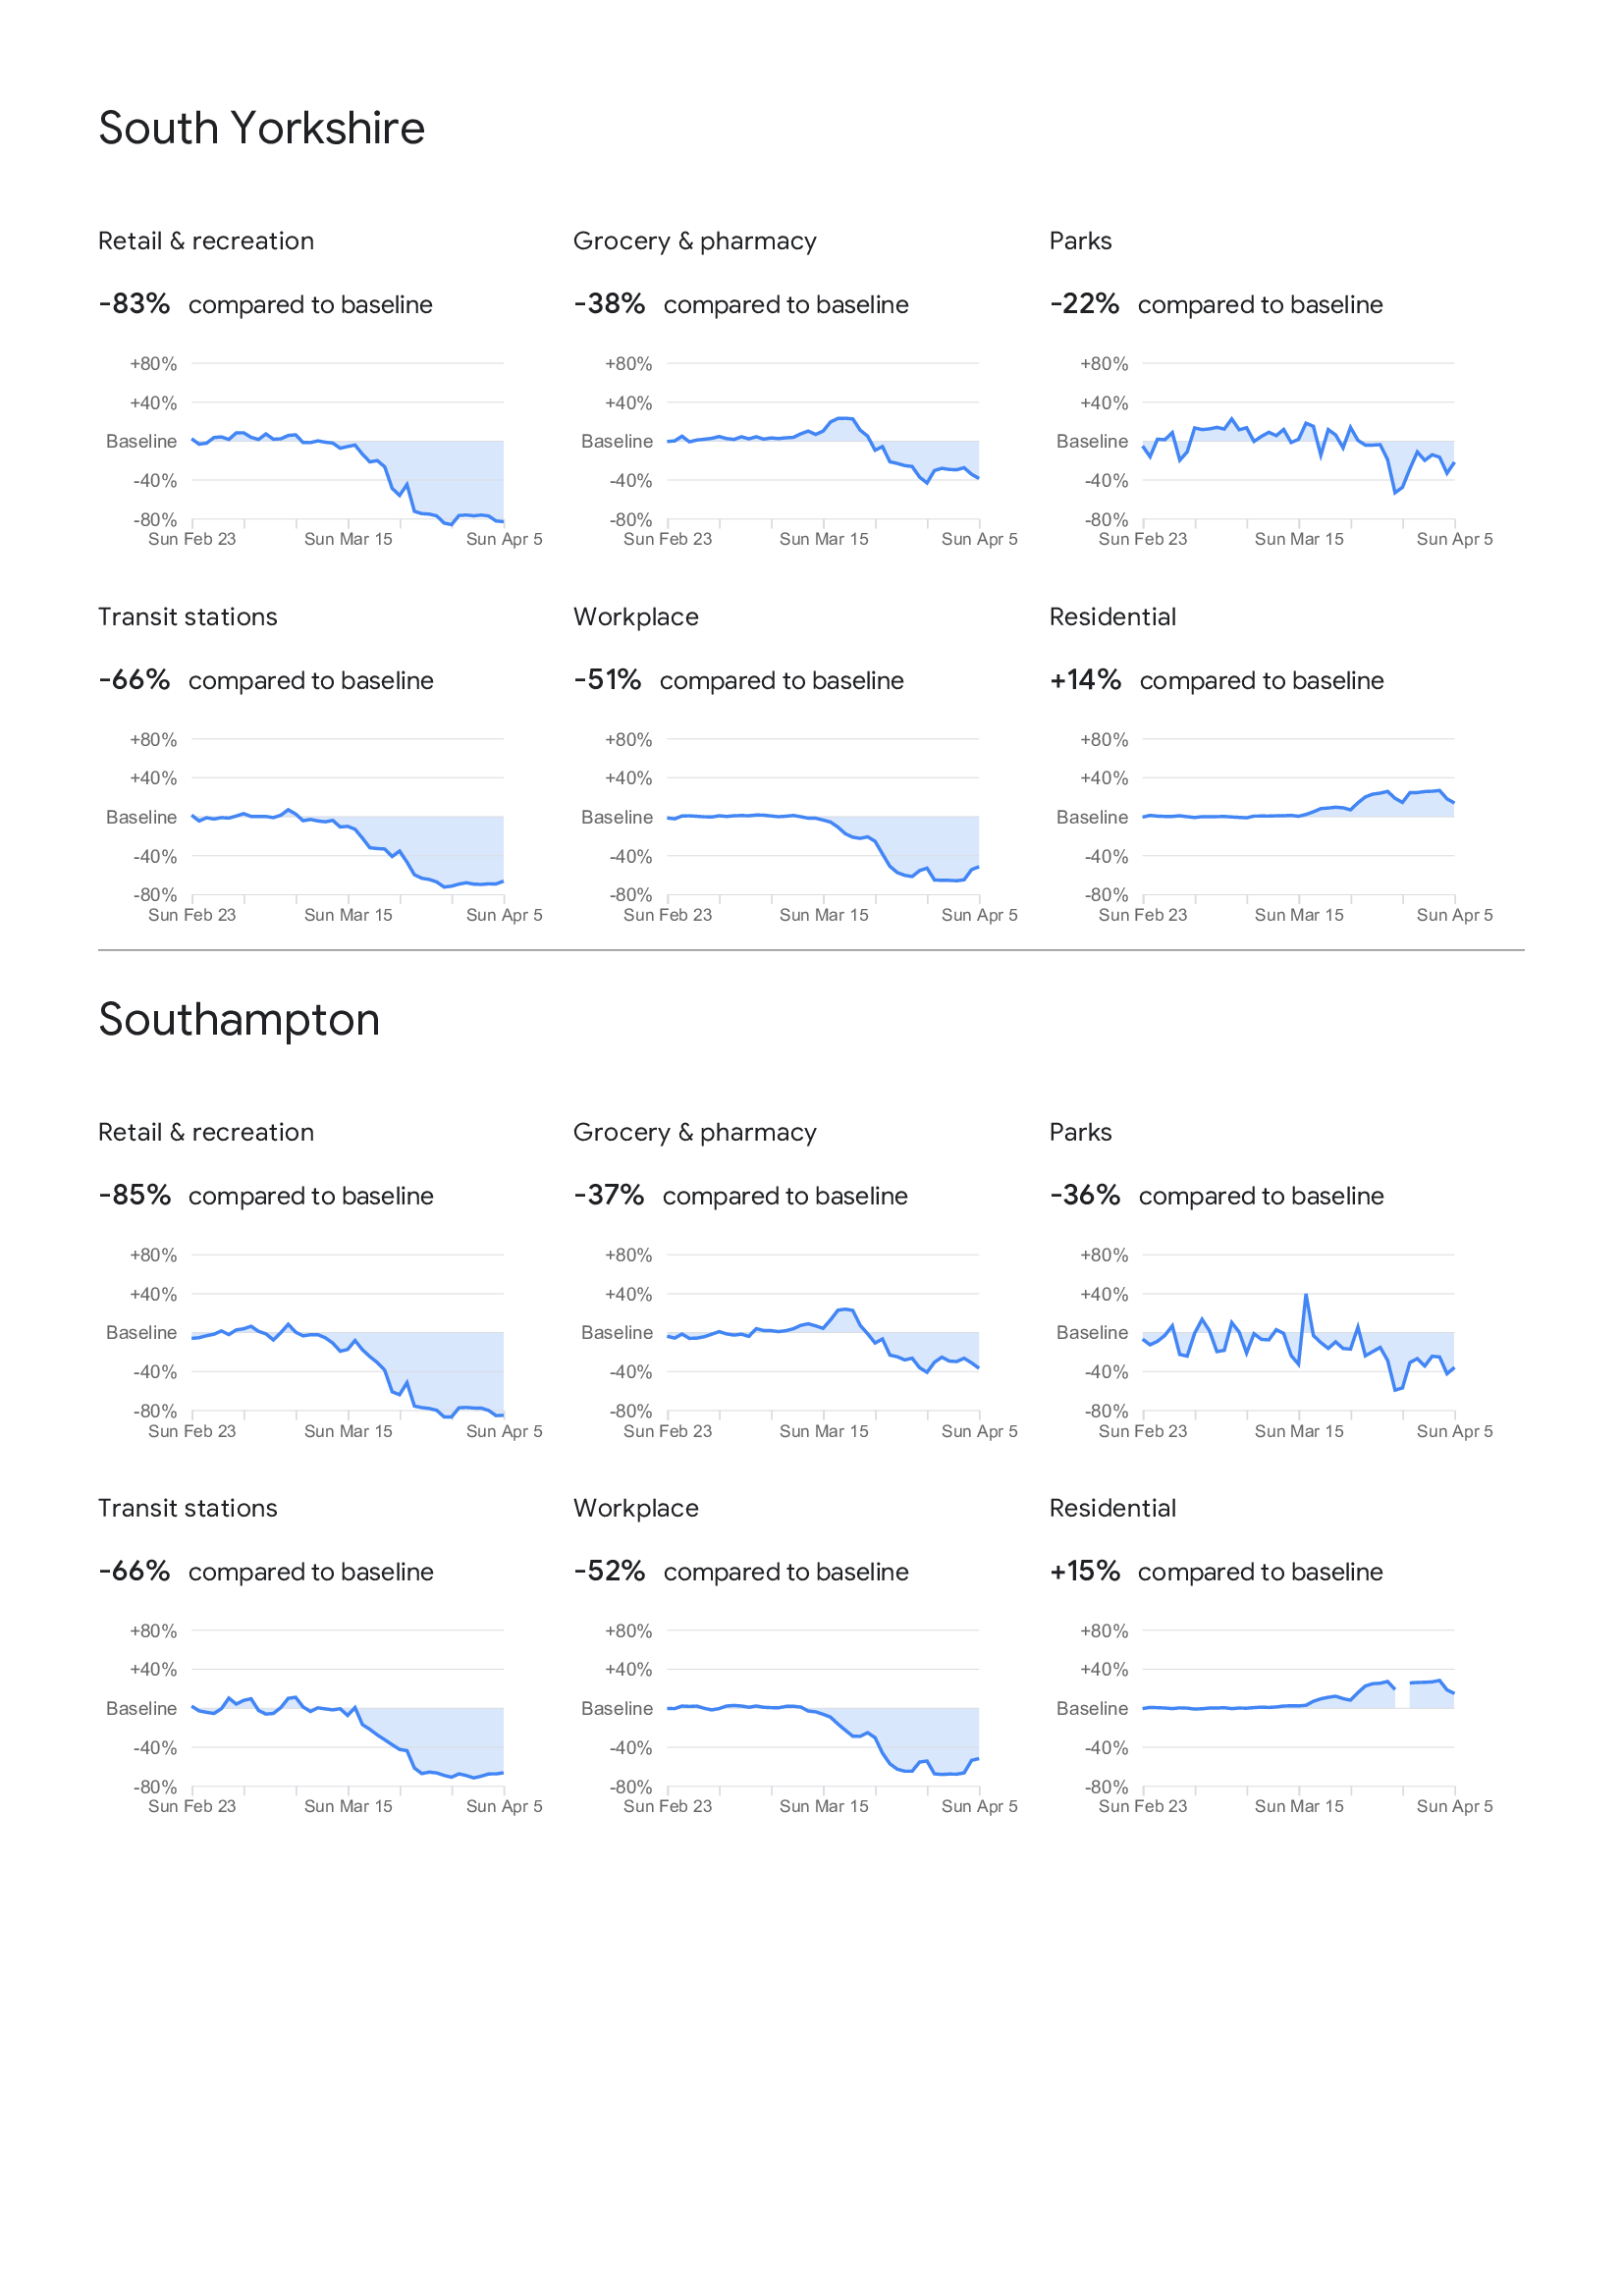 South Yorkshire
Retail & recreation
Grocery & pharmacy
Parks
-83% compared to baseline
-38% compared to baseline
-22% compared to baseline
+80%
+40%
Baseline
-40%
-80%
Sun Feb 23
Sun Mar 15
Sun Apr 5
+80%
+40%
Baseline
-40%
-80%
Sun Feb 23
Sun Mar 15
Sun Apr 5
+80%
+40%
Baseline
-40%
-80%
Sun Feb 23
Sun Mar 15
Sun Apr 5
Transit stations
Workplace
Residential
-66% compared to baseline
-51% compared to baseline
+14% compared to baseline
+80%
+40%
Baseline
-40%
-80%
Sun Feb 23
Sun Mar 15
Sun Apr 5
+80%
+40%
Baseline
-40%
-80%
Sun Feb 23
Sun Mar 15
Sun Apr 5
+80%
+40%
Baseline
-40%
-80%
Sun Feb 23
Sun Mar 15
Sun Apr 5
Southampton
Retail & recreation
Grocery & pharmacy
Parks
-85% compared to baseline
-37% compared to baseline
-36% compared to baseline
+80%
+40%
Baseline
-40%
-80%
Sun Feb 23
Sun Mar 15
Sun Apr 5
+80%
+40%
Baseline
-40%
-80%
Sun Feb 23
Sun Mar 15
Sun Apr 5
+80%
+40%
Baseline
-40%
-80%
Sun Feb 23
Sun Mar 15
Sun Apr 5
Transit stations
Workplace
Residential
-66% compared to baseline
-52% compared to baseline
+15% compared to baseline
+80%
+40%
Baseline
-40%
-80%
Sun Feb 23
Sun Mar 15
Sun Apr 5
+80%
+40%
Baseline
-40%
-80%
Sun Feb 23
Sun Mar 15
Sun Apr 5
+80%
+40%
Baseline
-40%
-80%
Sun Feb 23
Sun Mar 15
Sun Apr 5